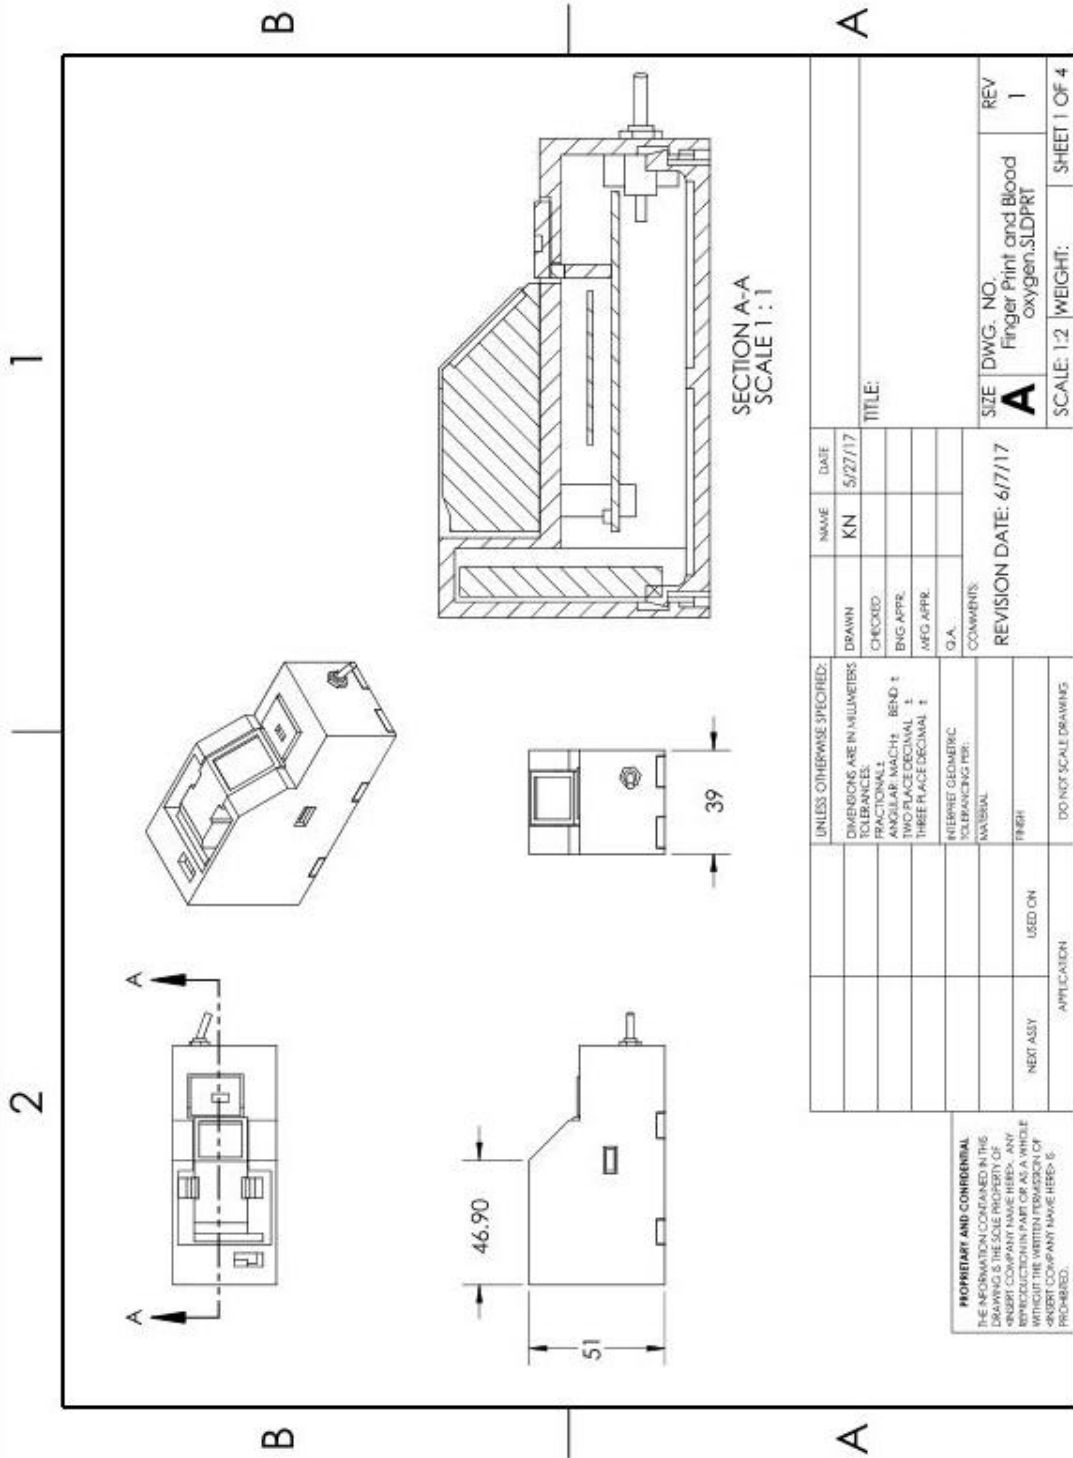 2
1
B
B
A
A
A
A
46.90
51
39
SECTION A-A
SCALE 1 : 1
PROPRIETARY AND CONFIDENTIAL
THE INFORMATION CONTAINED IN THIS
DRAWING IS THE SOLE PROPERTY OF
<INSERT COMPANY NAME HERE>. ANY
REPRODUCTION IN PART OR AS A WHOLE
WITHOUT THE WRITTEN PERMISSION OF
<INSERT COMPANY NAME HERE> IS
PROHIBITED.
NEXT ASSY
USED ON
APPLICATION
UNLESS OTHERWISE SPECIFIED:
DIMENSIONS ARE IN MILLIMETERS
TOLERANCES:
FRACTIONAL ±
ANGULAR: MACH ± BEND ±
TWO PLACE DECIMAL ±
THREE PLACE DECIMAL ±
INTERPRET GEOMETRIC
TOLERANCING PER:
MATERIAL
FINISH
DO NOT SCALE DRAWING
NAME DATE
DRAWN KN 5/27/17
CHECKED
ENG APPR.
MFG APPR.
Q.A.
COMMENTS:
REVISION DATE: 6/7/17
TITLE:
SIZE DWG. NO. REV
A Finger Print and Blood 1
oxygen.SLDPRT
SCALE: 1:2 WEIGHT: SHEET 1 OF 4